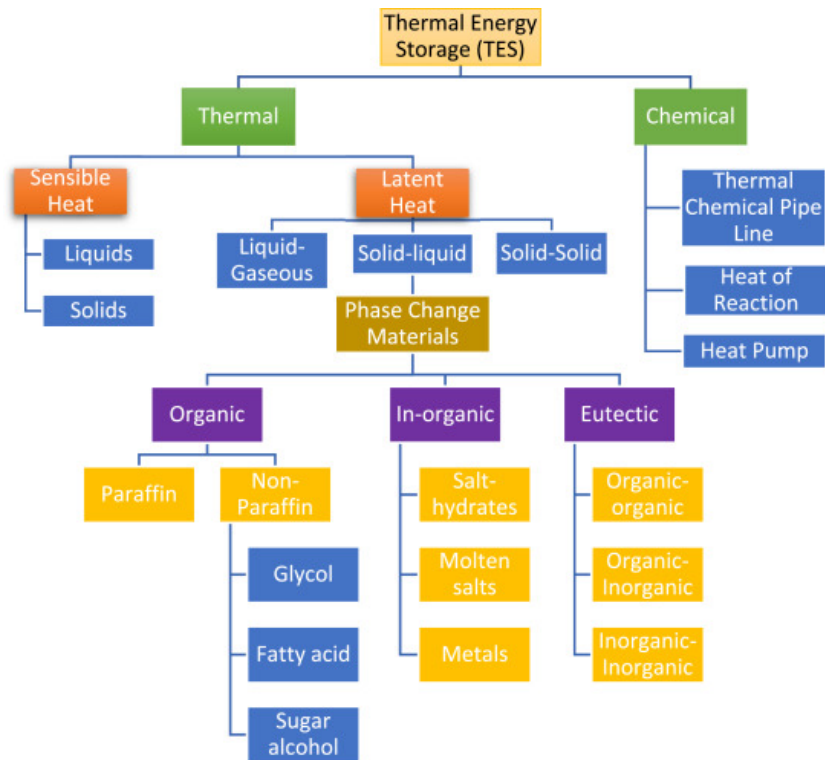 Thermal Energy
Storage (TES)
Thermal
Chemical
Sensible
Heat
Latent
Heat
Thermal
Chemical Pipe
Line
Liquids
Liquid-
Gaseous
Solid-liquid
Solid-Solid
Heat of
Reaction
Solids
Phase Change
Materials
Heat Pump
Organic
In-organic
Eutectic
Paraffin
Non-
Paraffin
Salt-
hydrates
Organic-
organic
Glycol
Molten
salts
Organic-
Inorganic
Fatty acid
Metals
Inorganic-
Inorganic
Sugar
alcohol